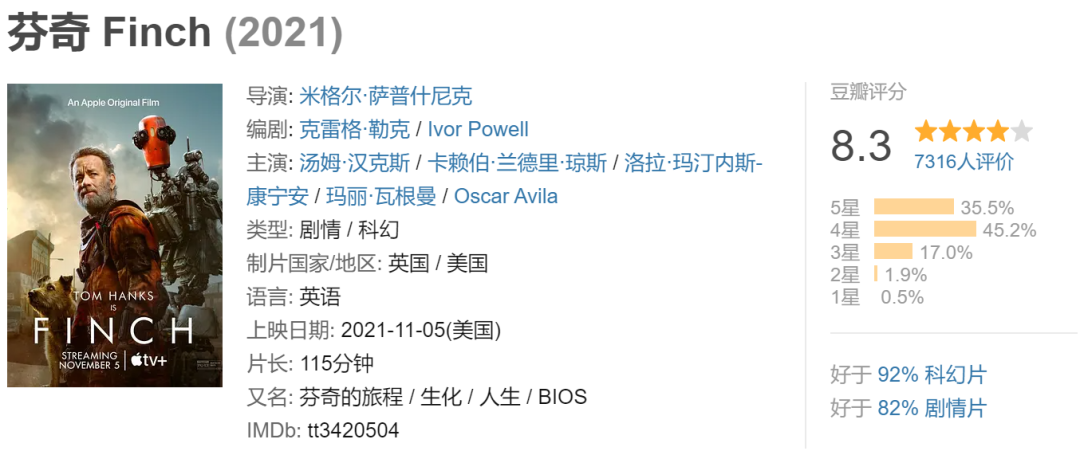 芬奇 Finch (2021)
An Apple Original Film
TOM HANKS
IS
FINCH
STREAMING
NOVEMBER 5
tv+
导演: 米格尔·萨普什尼克
编剧: 克雷格·勒克 / Ivor Powell
主演: 汤姆·汉克斯 / 卡赖伯·兰德里·琼斯 / 洛拉·玛汀内斯-
康宁安 / 玛丽·瓦根曼 / Oscar Avila
类型: 剧情 / 科幻
制片国家/地区: 英国 / 美国
语言: 英语
上映日期: 2021-11-05(美国)
片长: 115分钟
又名: 芬奇的旅程 / 生化 / 人生 / BIOS
IMDb: tt3420504
豆瓣评分
8.3
7316人评价
5星 35.5%
4星 45.2%
3星 17.0%
2星 1.9%
1星 0.5%
好于 92% 科幻片
好于 82% 剧情片